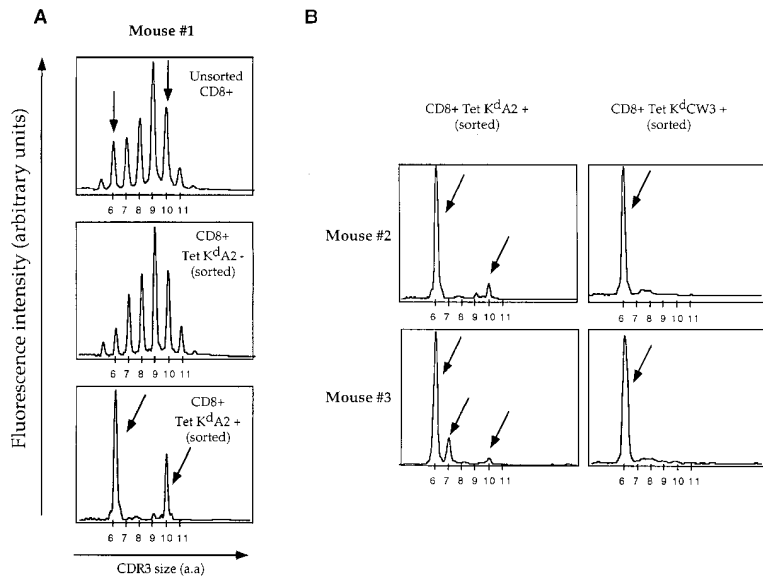 A
Mouse #1
Fluorescence intensity (arbitrary units)
Unsorted
CD8+
6 7 8 9 10 11
CD8+
Tet KᵈA2 -
(sorted)
6 7 8 9 10 11
CD8+
Tet KᵈA2 +
(sorted)
6 7 8 9 10 11
CDR3 size (a.a)
B
CD8+ Tet KᵈA2 +
(sorted)
CD8+ Tet KᵈCW3 +
(sorted)
Mouse #2
6 7 8 9 10 11
6 7 8 9 10 11
Mouse #3
6 7 8 9 10 11
6 7 8 9 10 11